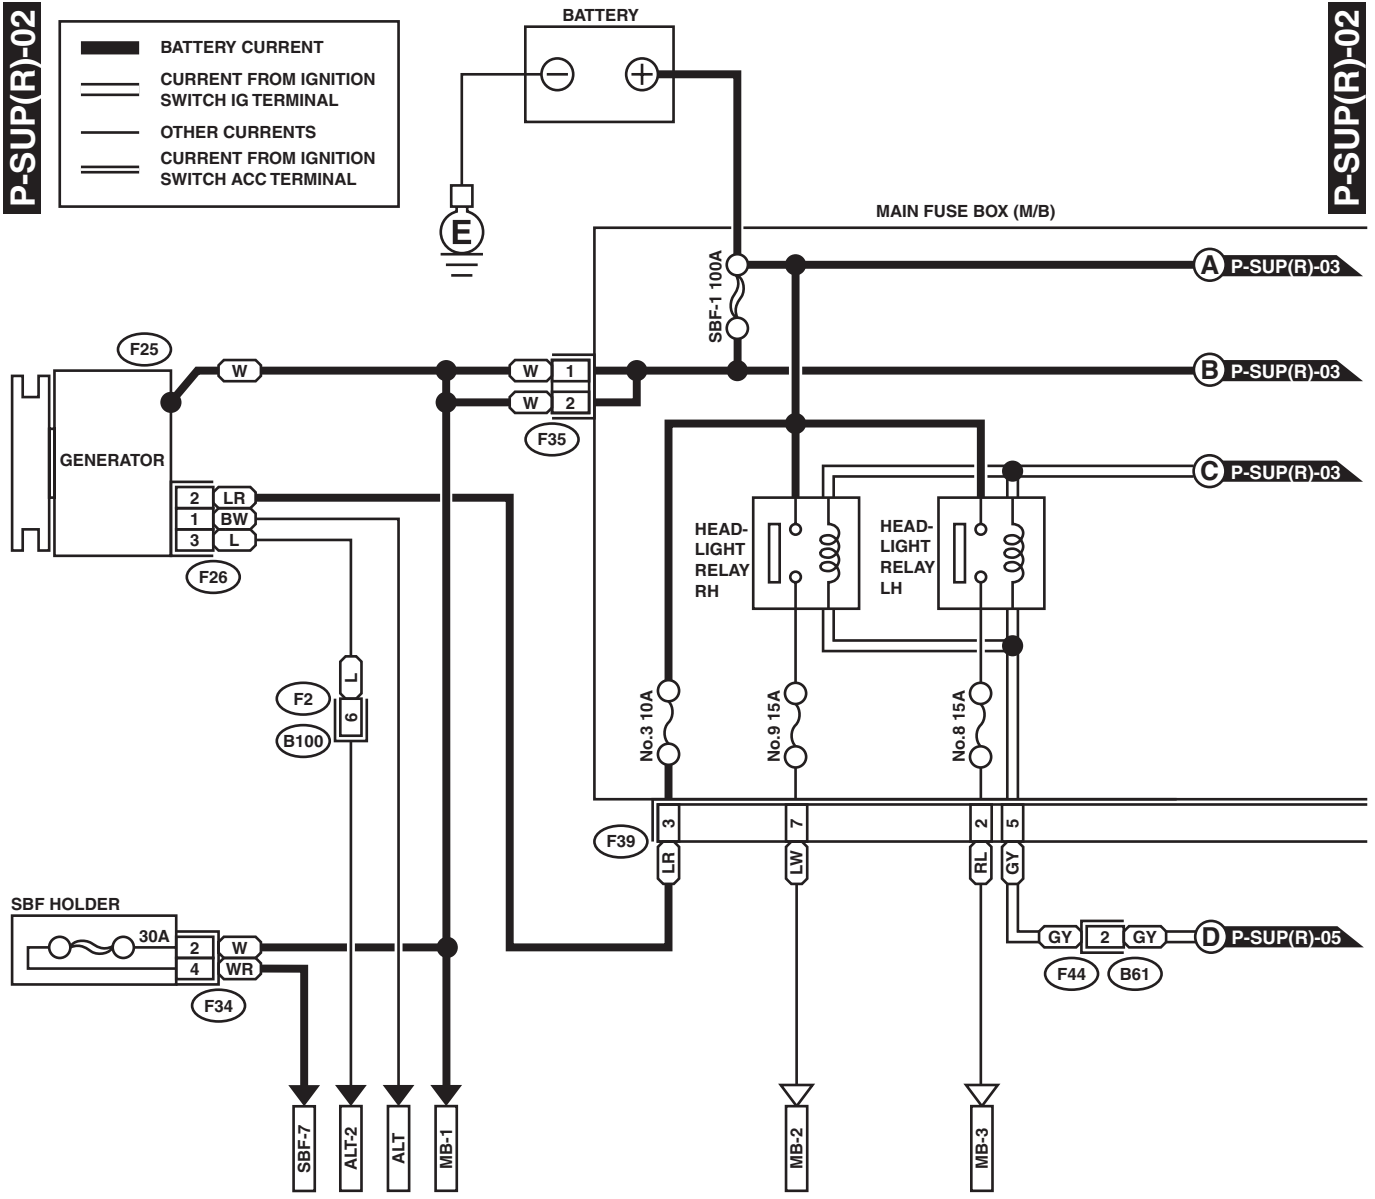 P-SUP(R)-02
BATTERY CURRENT
CURRENT FROM IGNITION
SWITCH IG TERMINAL
OTHER CURRENTS
CURRENT FROM IGNITION
SWITCH ACC TERMINAL
BATTERY
− +
E
P-SUP(R)-02
MAIN FUSE BOX (M/B)
SBF-1 100A
A P-SUP(R)-03
F25
W
W 1
B P-SUP(R)-03
W 2
F35
GENERATOR
C P-SUP(R)-03
2 LR
1 BW
3 L
F26
HEAD-
LIGHT
RELAY
RH
HEAD-
LIGHT
RELAY
LH
L
F2
6
B100
No.3 10A
No.9 15A
No.8 15A
F39
3 7 2 5
LR LW RL GY
SBF HOLDER
30A
2 W
4 WR
F34
GY 2 GY
D P-SUP(R)-05
F44 B61
SBF-7
ALT-2
ALT
MB-1
MB-2
MB-3